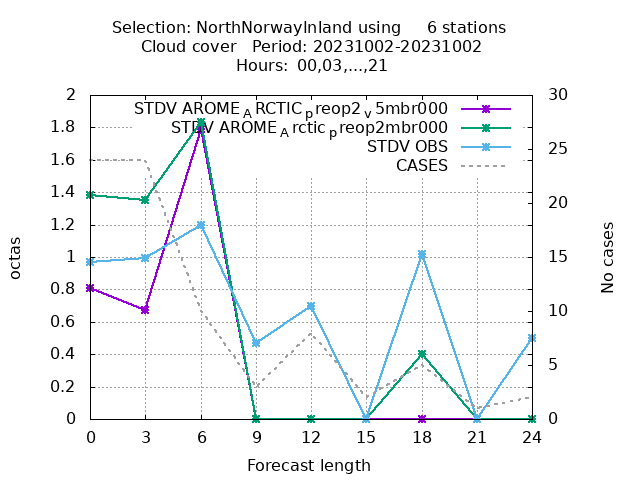 Selection: NorthNorwayInland using     6 stations
Cloud cover   Period: 20231002-20231002
Hours:  00,03,...,21
STDV AROME_ARCTIC_preop2_v5mbr000
STDV AROME_Arctic_preop2mbr000
STDV OBS
CASES
octas
No cases
2
1.8
1.6
1.4
1.2
1
0.8
0.6
0.4
0.2
0
30
25
20
15
10
5
0
0 3 6 9 12 15 18 21 24
Forecast length